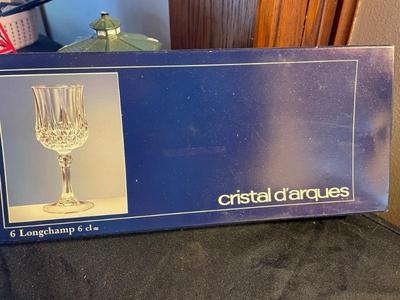 cristal d'arques
6 Longchamp 6 cl≈